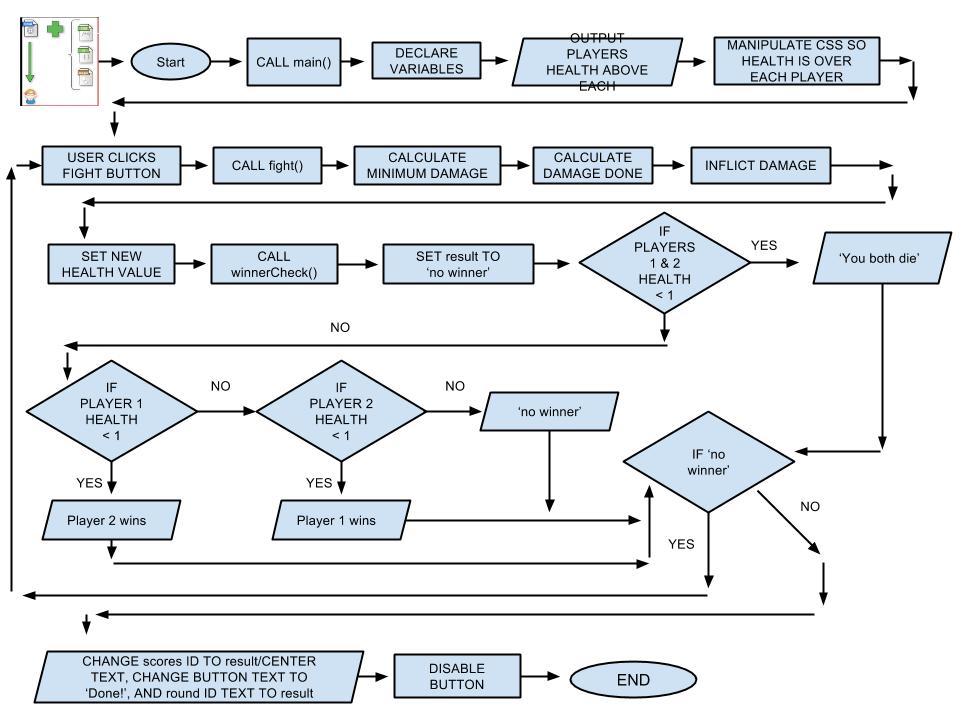 Start
CALL main()
DECLARE
VARIABLES
OUTPUT
PLAYERS
HEALTH ABOVE
EACH
MANIPULATE CSS SO
HEALTH IS OVER
EACH PLAYER
USER CLICKS
FIGHT BUTTON
CALL fight()
CALCULATE
MINIMUM DAMAGE
CALCULATE
DAMAGE DONE
INFLICT DAMAGE
SET NEW
HEALTH VALUE
CALL
winnerCheck()
SET result TO
‘no winner’
IF
PLAYERS
1 & 2
HEALTH
< 1
YES
‘You both die’
NO
IF
PLAYER 1
HEALTH
< 1
NO
IF
PLAYER 2
HEALTH
< 1
NO
‘no winner’
IF ‘no
winner’
YES
Player 2 wins
YES
Player 1 wins
YES
NO
CHANGE scores ID TO result/CENTER
TEXT, CHANGE BUTTON TEXT TO
‘Done!’, AND round ID TEXT TO result
DISABLE
BUTTON
END